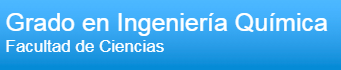 Grado en Ingeniería Química
Facultad de Ciencias